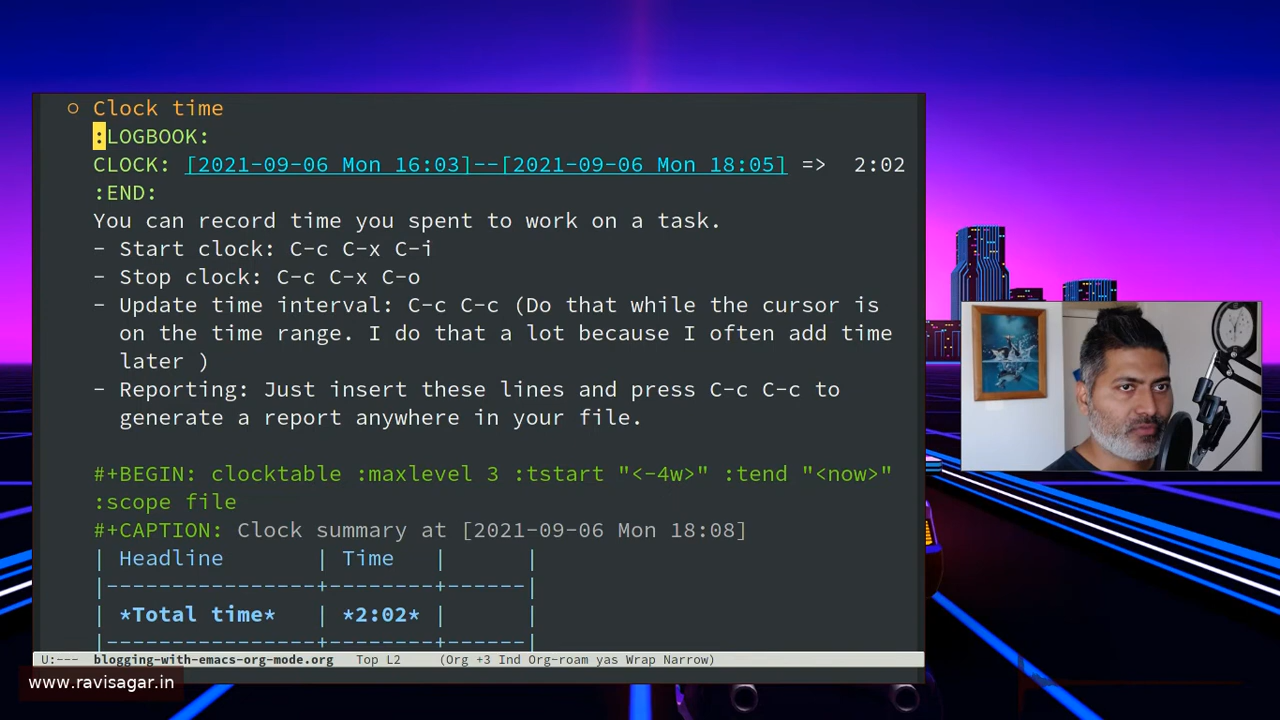 ○ Clock time
:LOGBOOK:
CLOCK: [2021-09-06 Mon 16:03]--[2021-09-06 Mon 18:05] =>  2:02
:END:
You can record time you spent to work on a task.
- Start clock: C-c C-x C-i
- Stop clock: C-c C-x C-o
- Update time interval: C-c C-c (Do that while the cursor is
on the time range. I do that a lot because I often add time
later )
- Reporting: Just insert these lines and press C-c C-c to
generate a report anywhere in your file.
#+BEGIN: clocktable :maxlevel 3 :tstart "<-4w>" :tend "<now>"
:scope file
#+CAPTION: Clock summary at [2021-09-06 Mon 18:08]
| Headline       | Time   |      |
|----------------+--------+------|
| *Total time*   | *2:02* |      |
|----------------+--------+------|
U:---  blogging-with-emacs-org-mode.org   Top L2   (Org +3 Ind Org-roam yas Wrap Narrow)
www.ravisagar.in